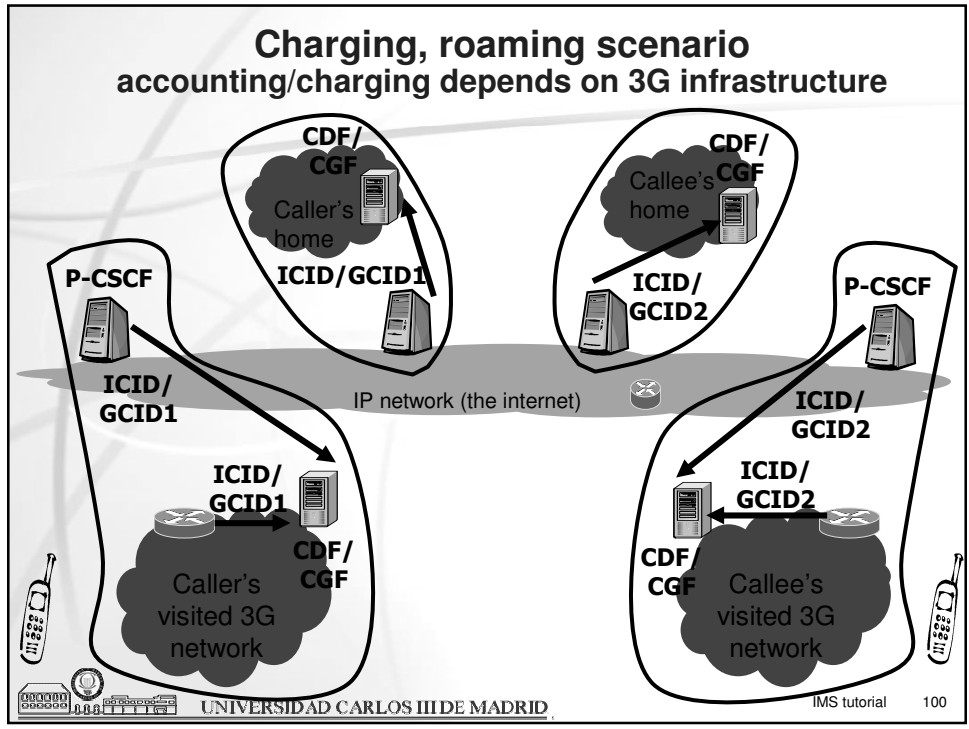 Charging, roaming scenario
accounting/charging depends on 3G infrastructure
CDF/
CGF
Caller's
home
ICID/GCID1
CDF/
CGF
Callee's
home
ICID/
GCID2
P-CSCF
ICID/
GCID1
P-CSCF
ICID/
GCID2
IP network (the internet)
ICID/
GCID1
CDF/
CGF
Caller's
visited 3G
network
ICID/
GCID2
CDF/
CGF
Callee's
visited 3G
network
UNIVERSIDAD CARLOS III DE MADRID
IMS tutorial 100